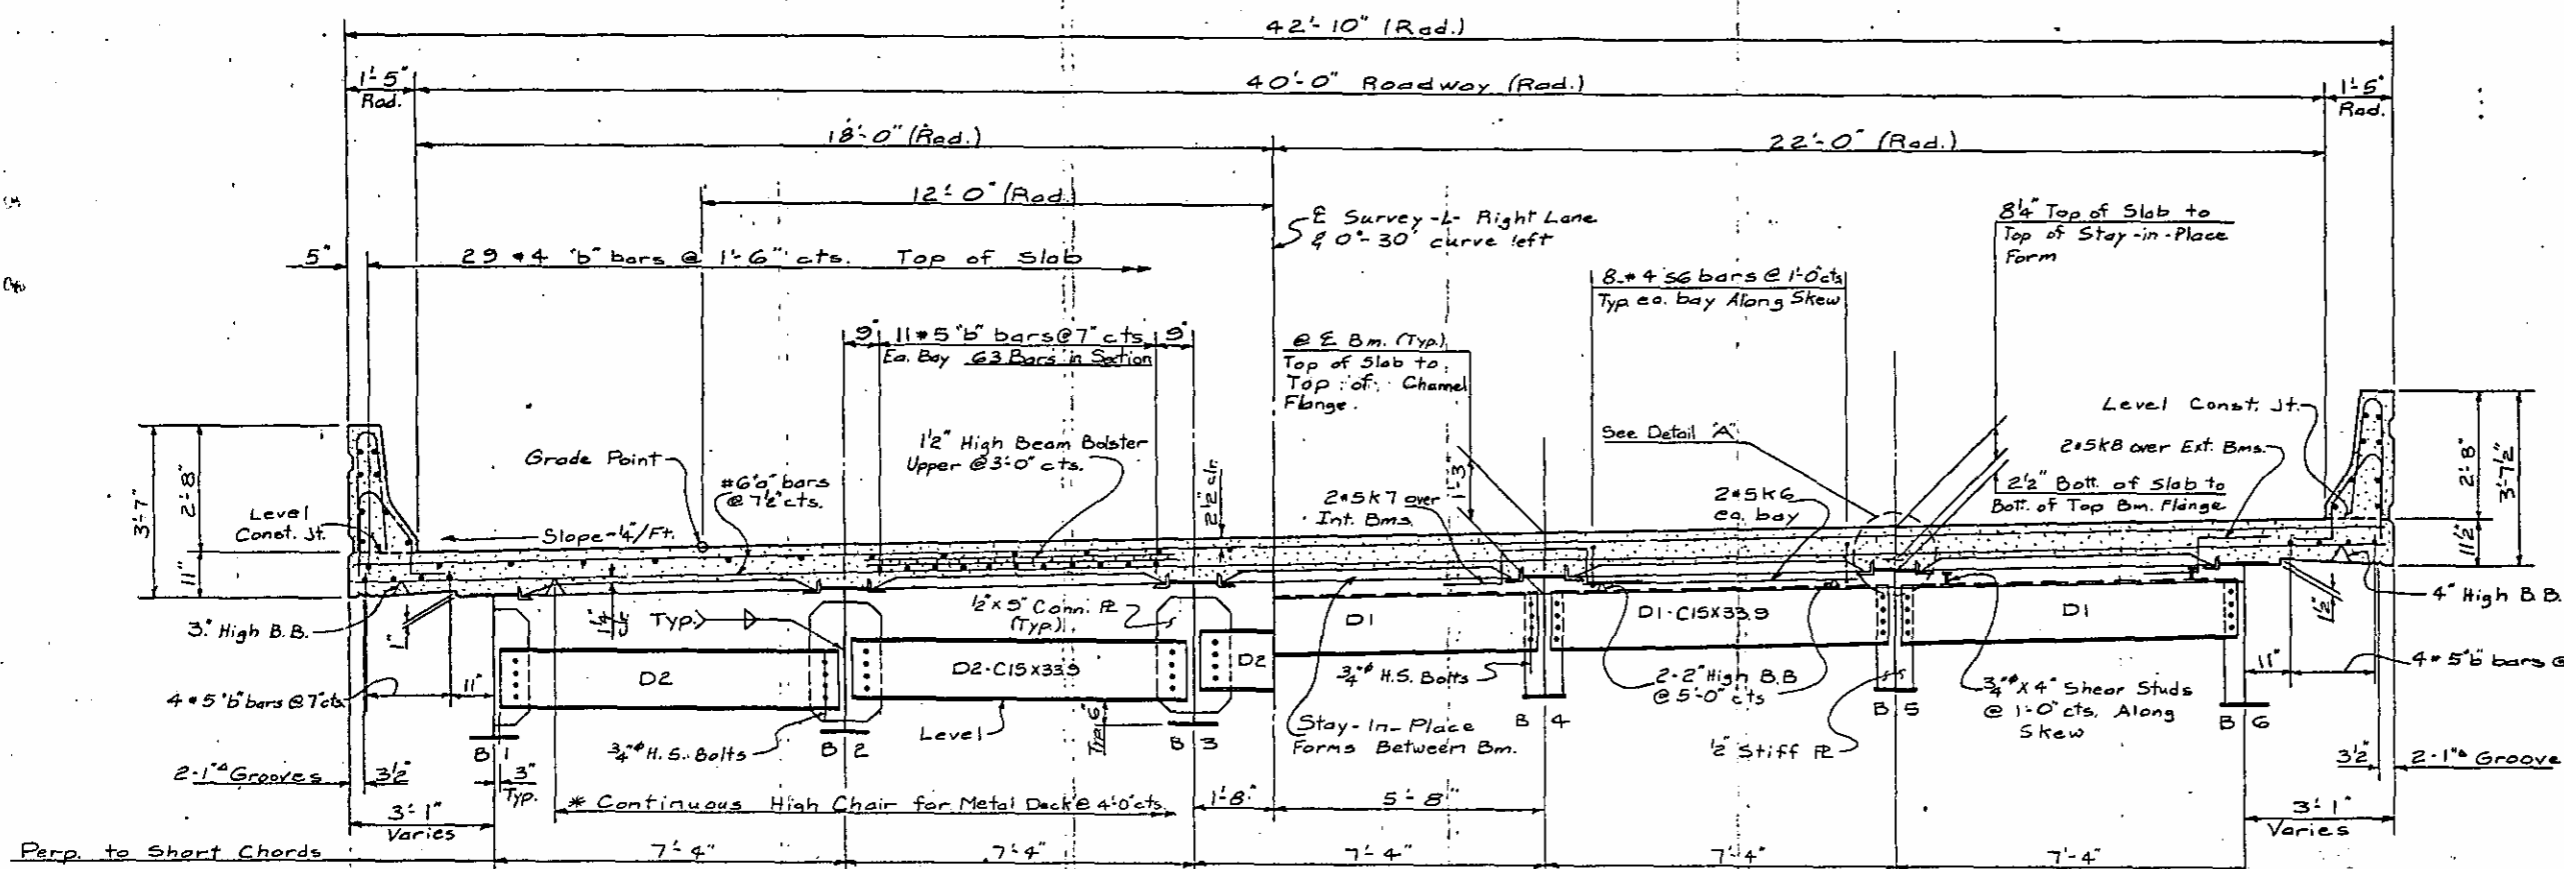 42'-10" (Rad.)
1'-5"
Rad.
40'-0" Roadway (Rad.)
1'-5"
Rad.
18'-0" (Rad.)
22'-0" (Rad.)
12'-0" (Rad.)
℄ Survey -L- Right Lane
& 0°-30' curve left
8¼" Top of Slab to
Top of Stay-in-Place
Form
5"
29 #4 "b" bars @ 1'-6" cts. Top of Slab
8-#4 S6 bars @ 1'-0" cts
Typ. ea. bay Along Skew
9"
11 #5 "b" bars @ 7" cts
9"
Ea. Bay 63 Bars in Section
@ ℄ Bm. (Typ.)
Top of Slab to
Top of Channel
Flange.
1'-3"
Level Const. Jt.
See Detail "A"
2#5K8 over Ext. Bms.
Grade Point
1½" High Beam Bolster
Upper @ 3'-0" cts.
2½" clr.
#6 "a" bars
@ 7½" cts.
2#5K7 over
Int. Bms.
2#5K6
ea. bay
2½" Bott. of Slab to
Bott. of Top Bm. Flange
3'-7"
2'-8"
11"
2'-8"
3'-7½"
11½"
Level
Const. Jt.
Slope-¼"/Ft.
3" High B.B.
1"
Typ.
½" x 9" Conn. ℄
(Typ.)
D1
D1-C15X33.9
D1
1½"
4" High B.B.
D2
D2-C15X33.9
D2
4 #5 "b" bars @ 7" cts
11"
¾"ᶲ H.S. Bolts
2-2" High B.B
@ 5'-0" cts
¾"ᶲ X 4" Shear Studs
@ 1'-0" cts. Along
Skew
11"
4 #5 "b" bars @
B 1
B 2
B 3
B 4
B 5
B 6
¾"ᶲ H.S. Bolts
Level
Stay-In-Place
Forms Between Bm.
½" Stiff ℄
2-1" Grooves
3½"
3"
Typ.
3½"
2-1" Groove
* Continuous High Chair for Metal Deck @ 4'-0" cts.
1'-8"
5'-8"
3'-1"
Varies
3'-1"
Varies
Perp. to Short Chords
7'-4"
7'-4"
7'-4"
7'-4"
7'-4"